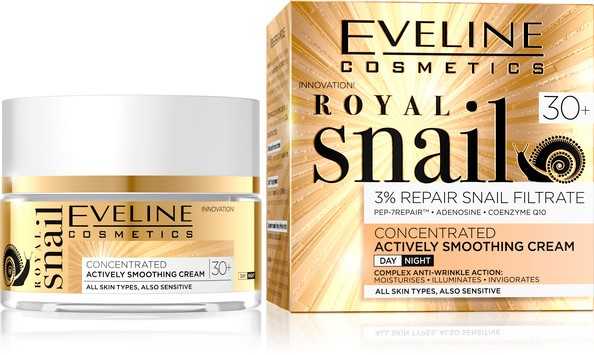 INNOVATION!
EVELINE
COSMETICS
ROYAL
snail
CONCENTRATED
ACTIVELY SMOOTHING CREAM
30+
DAY NIGHT
ALL SKIN TYPES, ALSO SENSITIVE
EVELINE
COSMETICS
INNOVATION!
ROYAL
snail
30+
3% REPAIR SNAIL FILTRATE
PEP-7REPAIR™ • ADENOSINE • COENZYME Q10
CONCENTRATED
ACTIVELY SMOOTHING CREAM
DAY NIGHT
COMPLEX ANTI-WRINKLE ACTION:
MOISTURISES • ILLUMINATES • INVIGORATES
ALL SKIN TYPES, ALSO SENSITIVE